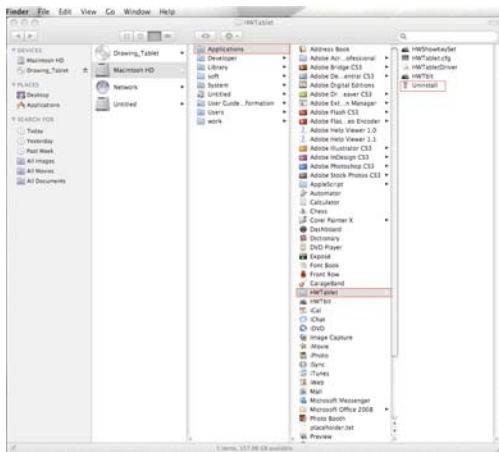 Finder File Edit View Go Window Help
HWTablet
DEVICES
Macintosh HD
Drawing_Tablet
PLACES
Desktop
Applications
SEARCH FOR
Today
Yesterday
Past Week
All Images
All Movies
All Documents
Drawing_Tablet
Macintosh HD
Network
Untitled
Applications
Developer
Library
soft
System
Untitled
User Guide...formation
Users
work
Address Book
Adobe Acr...ofessional
Adobe Bridge CS3
Adobe De...entral CS3
Adobe Digital Editions
Adobe Dre...eaver CS3
Adobe Ext...n Manager
Adobe Flash CS3
Adobe Flas...eo Encoder
Adobe Help Viewer 1.0
Adobe Help Viewer 1.1
Adobe Illustrator CS3
Adobe InDesign CS3
Adobe Photoshop CS3
Adobe Stock Photos CS3
AppleScript
Automator
Calculator
Chess
Corel Painter X
Dashboard
Dictionary
DVD Player
Exposé
Font Book
Front Row
GarageBand
HWTablet
iCal
iChat
iDVD
Image Capture
iMovie
iPhoto
iSync
iTunes
iWeb
Mail
Microsoft Messenger
Microsoft Office 2008
Photo Booth
placeholder.txt
Preview
HWShowKeySet
HWTablet.cfg
HWTabletDriver
Uninstall